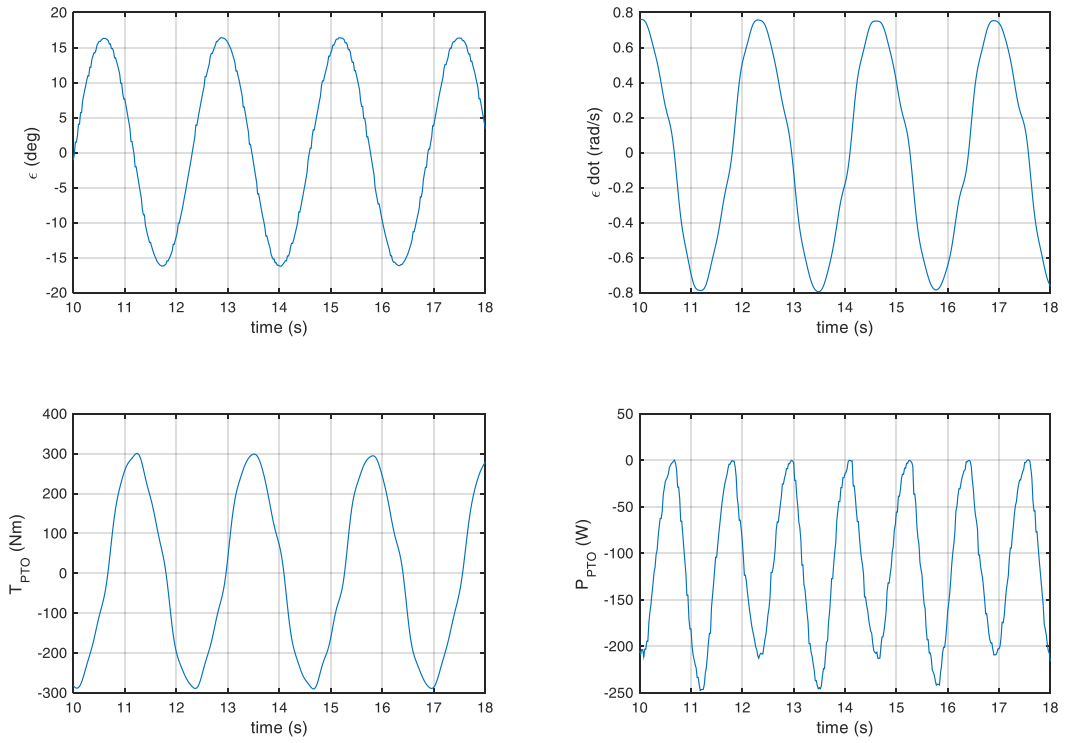 20
15
10
5
0
-5
-10
-15
-20
ϵ (deg)
10 11 12 13 14 15 16 17 18
time (s)
0.8
0.6
0.4
0.2
0
-0.2
-0.4
-0.6
-0.8
ϵ dot (rad/s)
10 11 12 13 14 15 16 17 18
time (s)
400
300
200
100
0
-100
-200
-300
T_PTO (Nm)
10 11 12 13 14 15 16 17 18
time (s)
50
0
-50
-100
-150
-200
-250
P_PTO (W)
10 11 12 13 14 15 16 17 18
time (s)